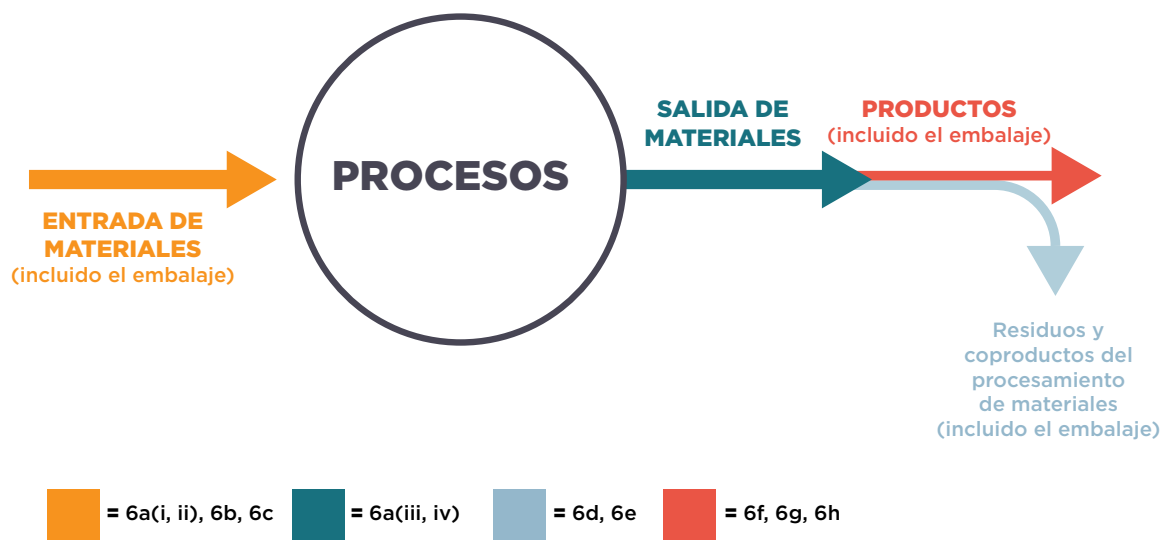 ENTRADA DE
MATERIALES
(incluido el embalaje)
PROCESOS
SALIDA DE
MATERIALES
PRODUCTOS
(incluido el embalaje)
Residuos y
coproductos del
procesamiento
de materiales
(incluido el embalaje)
= 6a(i, ii), 6b, 6c
= 6a(iii, iv)
= 6d, 6e
= 6f, 6g, 6h